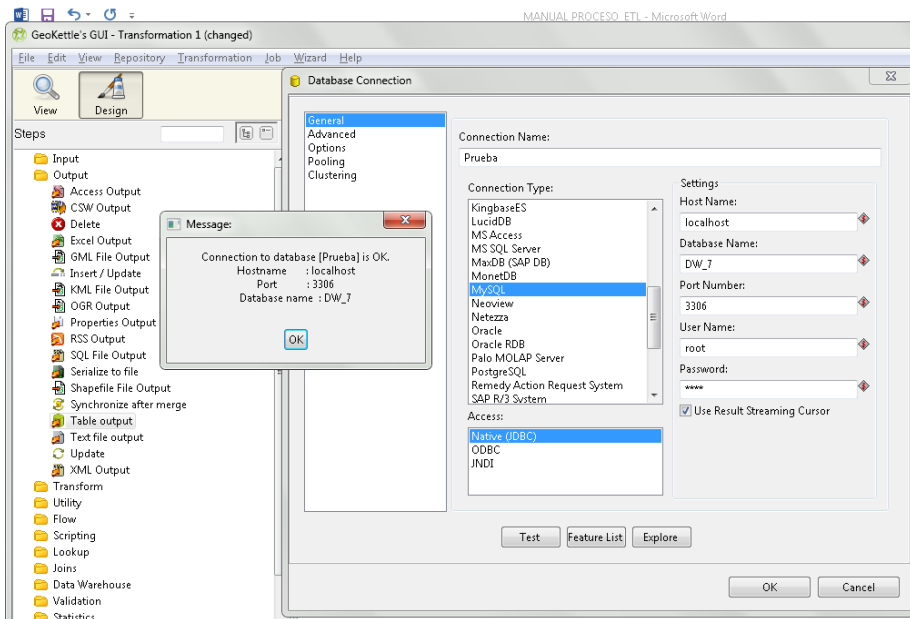 MANUAL PROCESO ETL - Microsoft Word
GeoKettle's GUI - Transformation 1 (changed)
File Edit View Repository Transformation Job Wizard Help
View
Design
Steps
Input
Output
Access Output
CSW Output
Delete
Excel Output
GML File Output
Insert / Update
KML File Output
OGR Output
Properties Output
RSS Output
SQL File Output
Serialize to file
Shapefile File Output
Synchronize after merge
Table output
Text file output
Update
XML Output
Transform
Utility
Flow
Scripting
Lookup
Joins
Data Warehouse
Validation
Statistics
Message:
Connection to database [Prueba] is OK.
Hostname : localhost
Port : 3306
Database name : DW_7
OK
Database Connection
General
Advanced
Options
Pooling
Clustering
Connection Name:
Prueba
Connection Type:
KingbaseES
LucidDB
MS Access
MS SQL Server
MaxDB (SAP DB)
MonetDB
MySQL
Neoview
Netezza
Oracle
Oracle RDB
Palo MOLAP Server
PostgreSQL
Remedy Action Request System
SAP R/3 System
Access:
Native (JDBC)
ODBC
JNDI
Settings
Host Name:
localhost
Database Name:
DW_7
Port Number:
3306
User Name:
root
Password:
****
Use Result Streaming Cursor
Test
Feature List
Explore
OK
Cancel